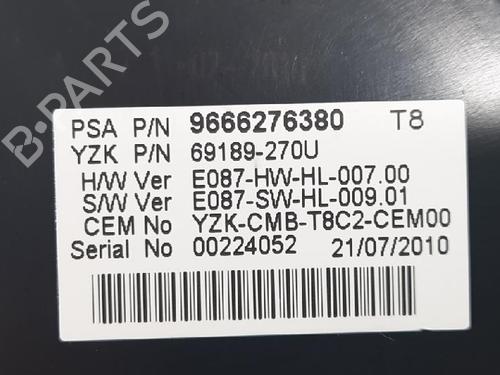 PSA P/N 9666276380 T8
YZK P/N 69189-270U
H/W Ver E087-HW-HL-007.00
S/W Ver E087-SW-HL-009.01
CEM No YZK-CMB-T8C2-CEM00
Serial No 00224052 21/07/2010
B-PARTS